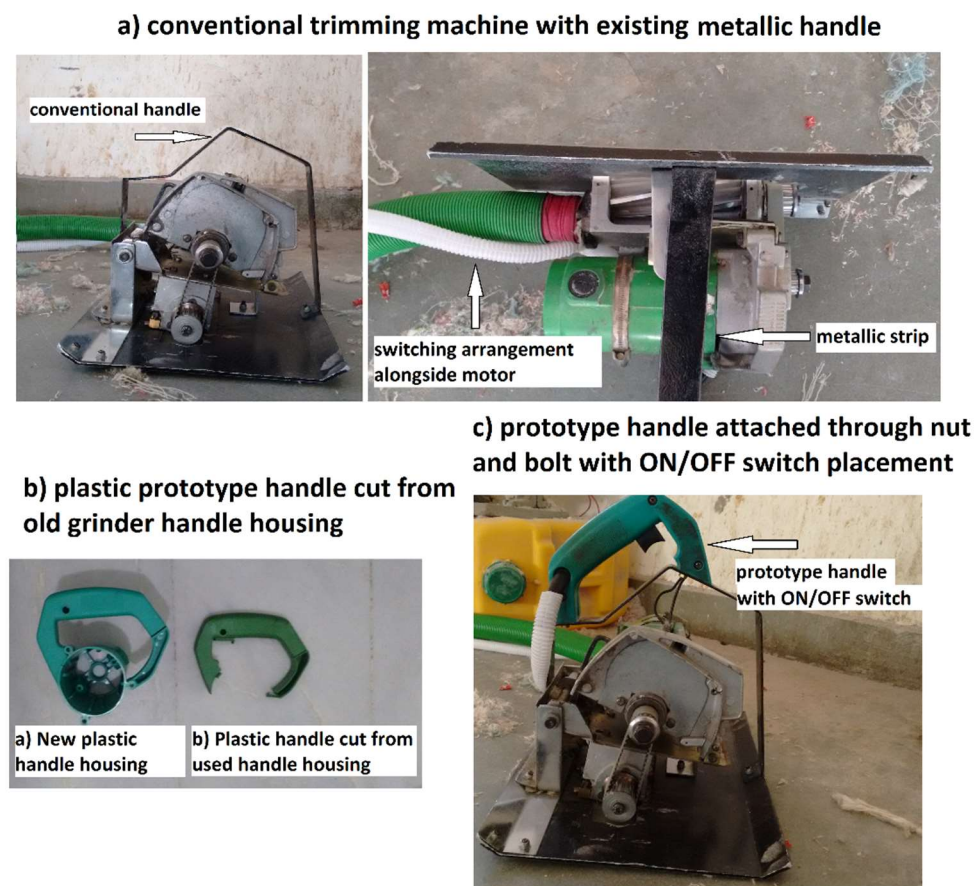 a) conventional trimming machine with existing metallic handle
conventional handle
switching arrangement
alongside motor
metallic strip
b) plastic prototype handle cut from
old grinder handle housing
a) New plastic
handle housing
b) Plastic handle cut from
used handle housing
c) prototype handle attached through nut
and bolt with ON/OFF switch placement
prototype handle
with ON/OFF switch